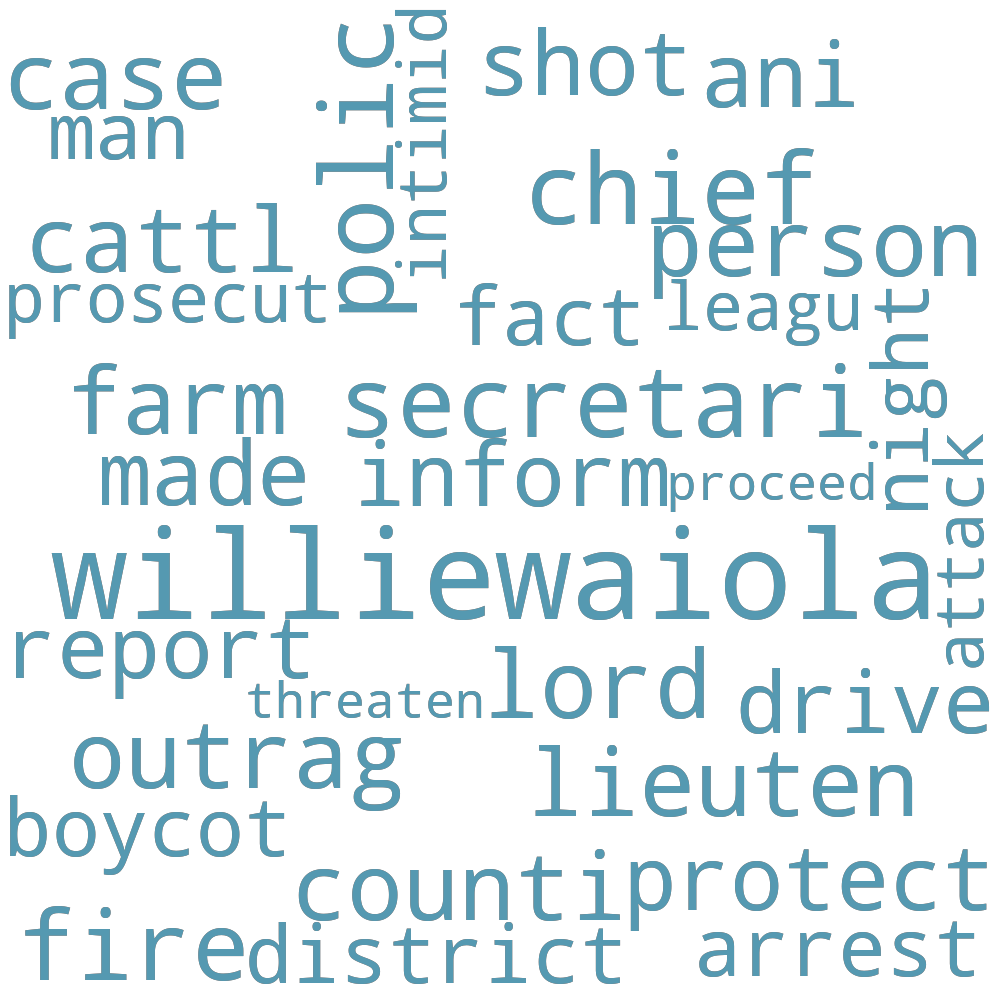 case
man
polic
intimid
shot
ani
chief
person
cattl
prosecut
fact
leagu
night
farm
secretari
made
inform
proceed
attack
williewaiola
report
threaten
lord
drive
outrag
lieuten
boycot
counti
protect
fire
district
arrest